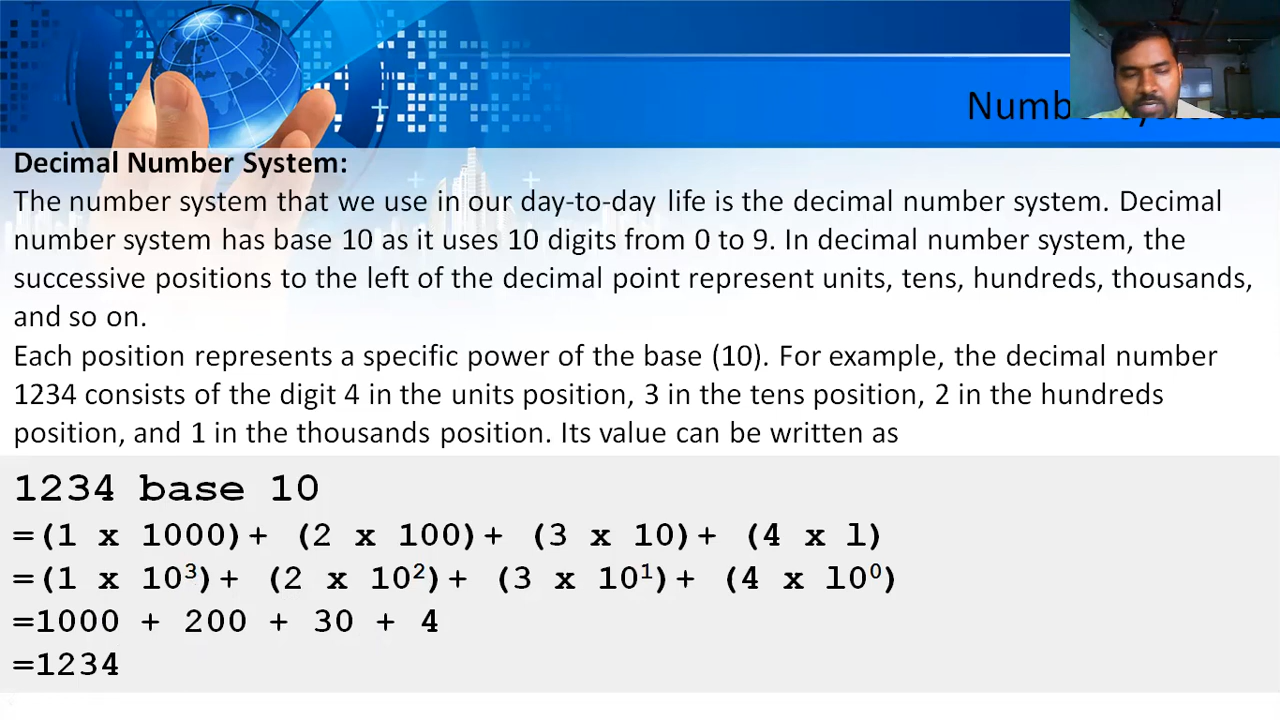 Decimal Number System:
The number system that we use in our day-to-day life is the decimal number system. Decimal
number system has base 10 as it uses 10 digits from 0 to 9. In decimal number system, the
successive positions to the left of the decimal point represent units, tens, hundreds, thousands,
and so on.
Each position represents a specific power of the base (10). For example, the decimal number
1234 consists of the digit 4 in the units position, 3 in the tens position, 2 in the hundreds
position, and 1 in the thousands position. Its value can be written as
1234 base 10
=(1 x 1000)+ (2 x 100)+ (3 x 10)+ (4 x l)
=(1 x 10³)+ (2 x 10²)+ (3 x 10¹)+ (4 x l0⁰)
=1000 + 200 + 30 + 4
=1234